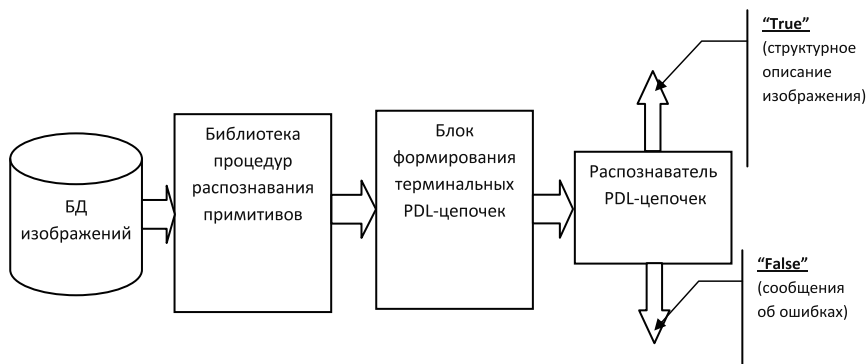 БД
изображений
Библиотека
процедур
распознавания
примитивов
Блок
формирования
терминальных
PDL-цепочек
Распознаватель
PDL-цепочек
“True”
(структурное
описание
изображения)
“False”
(сообщения
об ошибках)